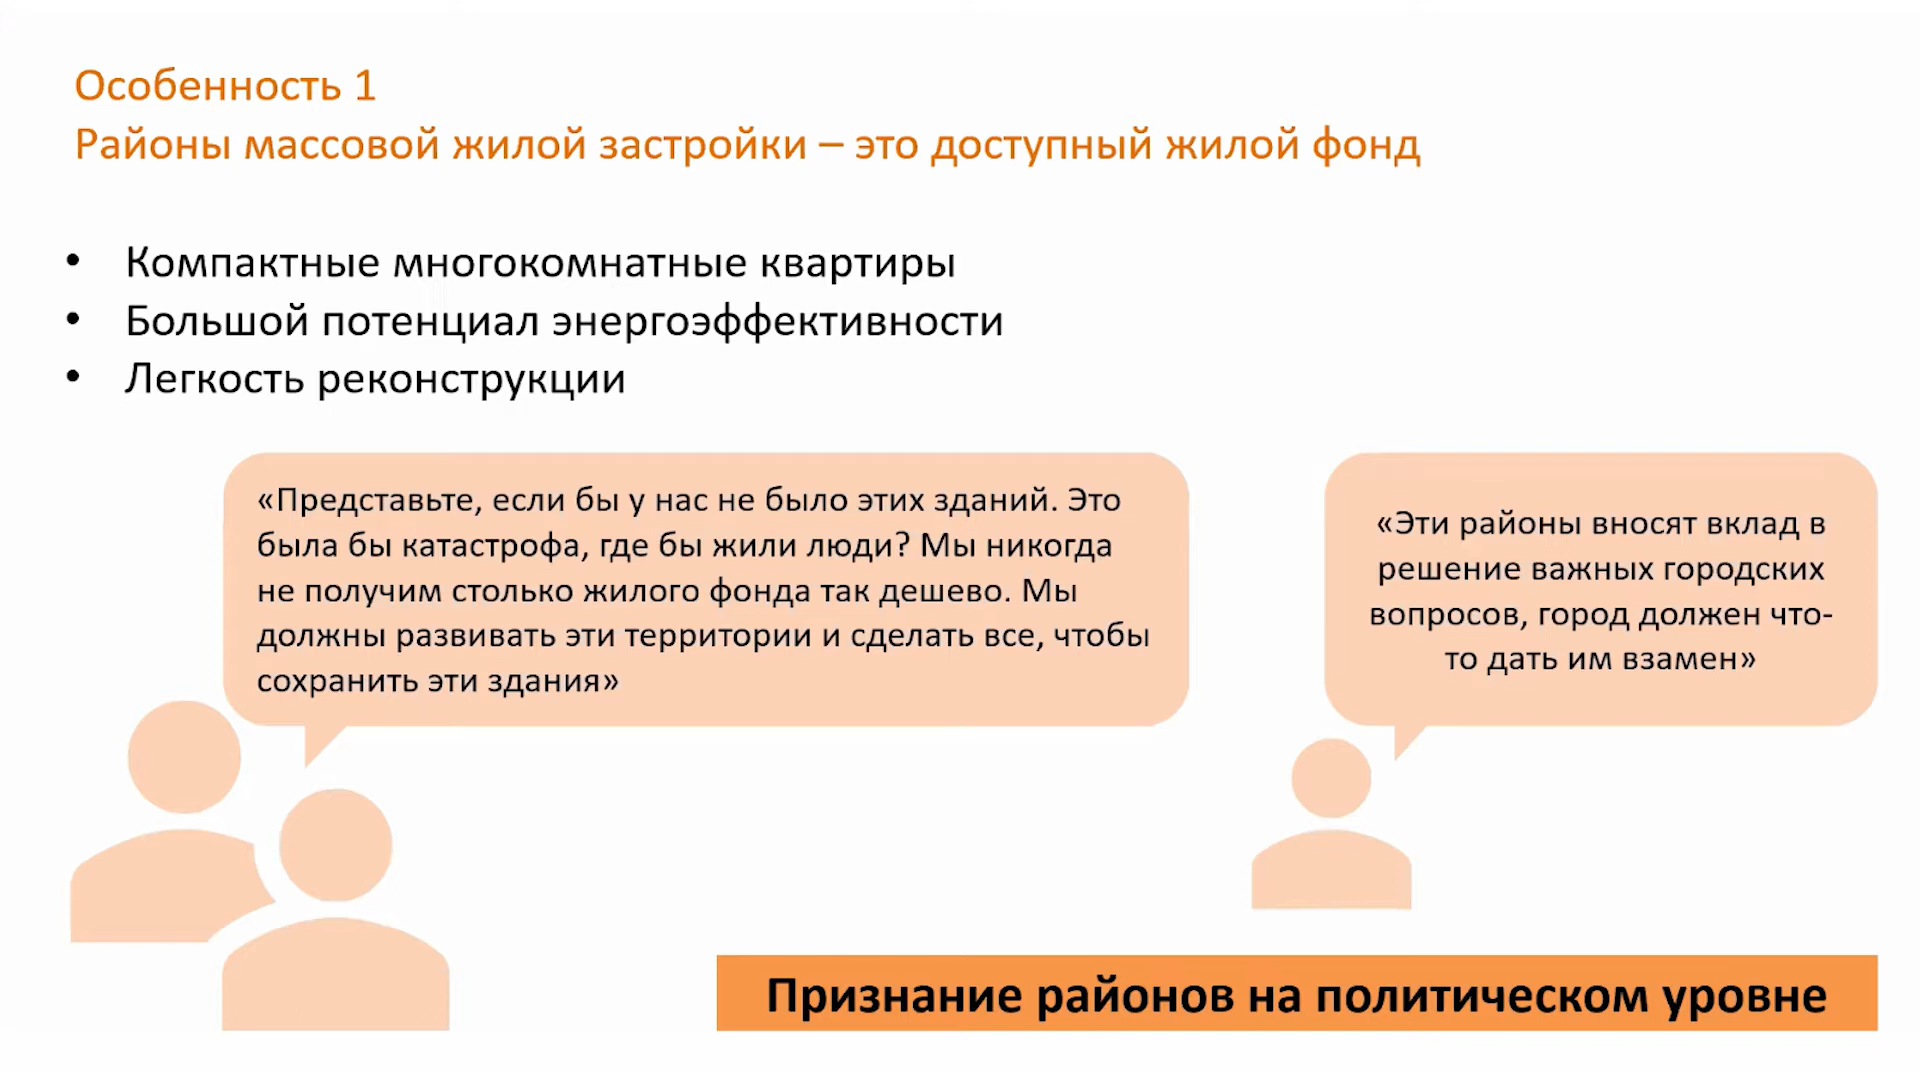 Особенность 1
Районы массовой жилой застройки – это доступный жилой фонд
• Компактные многокомнатные квартиры
• Большой потенциал энергоэффективности
• Легкость реконструкции
«Представьте, если бы у нас не было этих зданий. Это
была бы катастрофа, где бы жили люди? Мы никогда
не получим столько жилого фонда так дешево. Мы
должны развивать эти территории и сделать все, чтобы
сохранить эти здания»
«Эти районы вносят вклад в
решение важных городских
вопросов, город должен что-
то дать им взамен»
Признание районов на политическом уровне